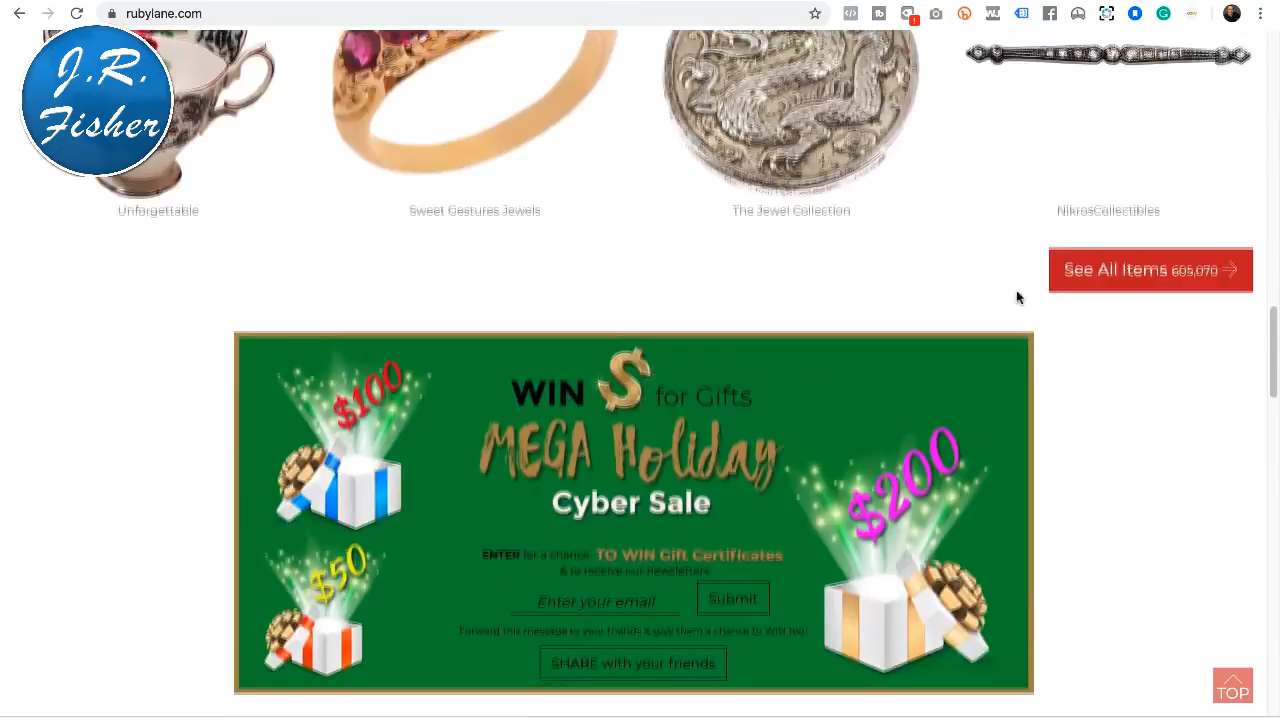 rubylane.com
J.R.
Fisher
Unforgettable
Sweet Gestures Jewels
The Jewel Collection
NikrosCollectibles
See All Items 605,070
$100
WIN $ for Gifts
MEGA Holiday
Cyber Sale
$200
$50
ENTER for a chance TO WIN Gift Certificates
& to receive our newsletters
Enter your email
Submit
Forward this message to your friends & give them a chance to WIN too!
SHARE with your friends
TOP